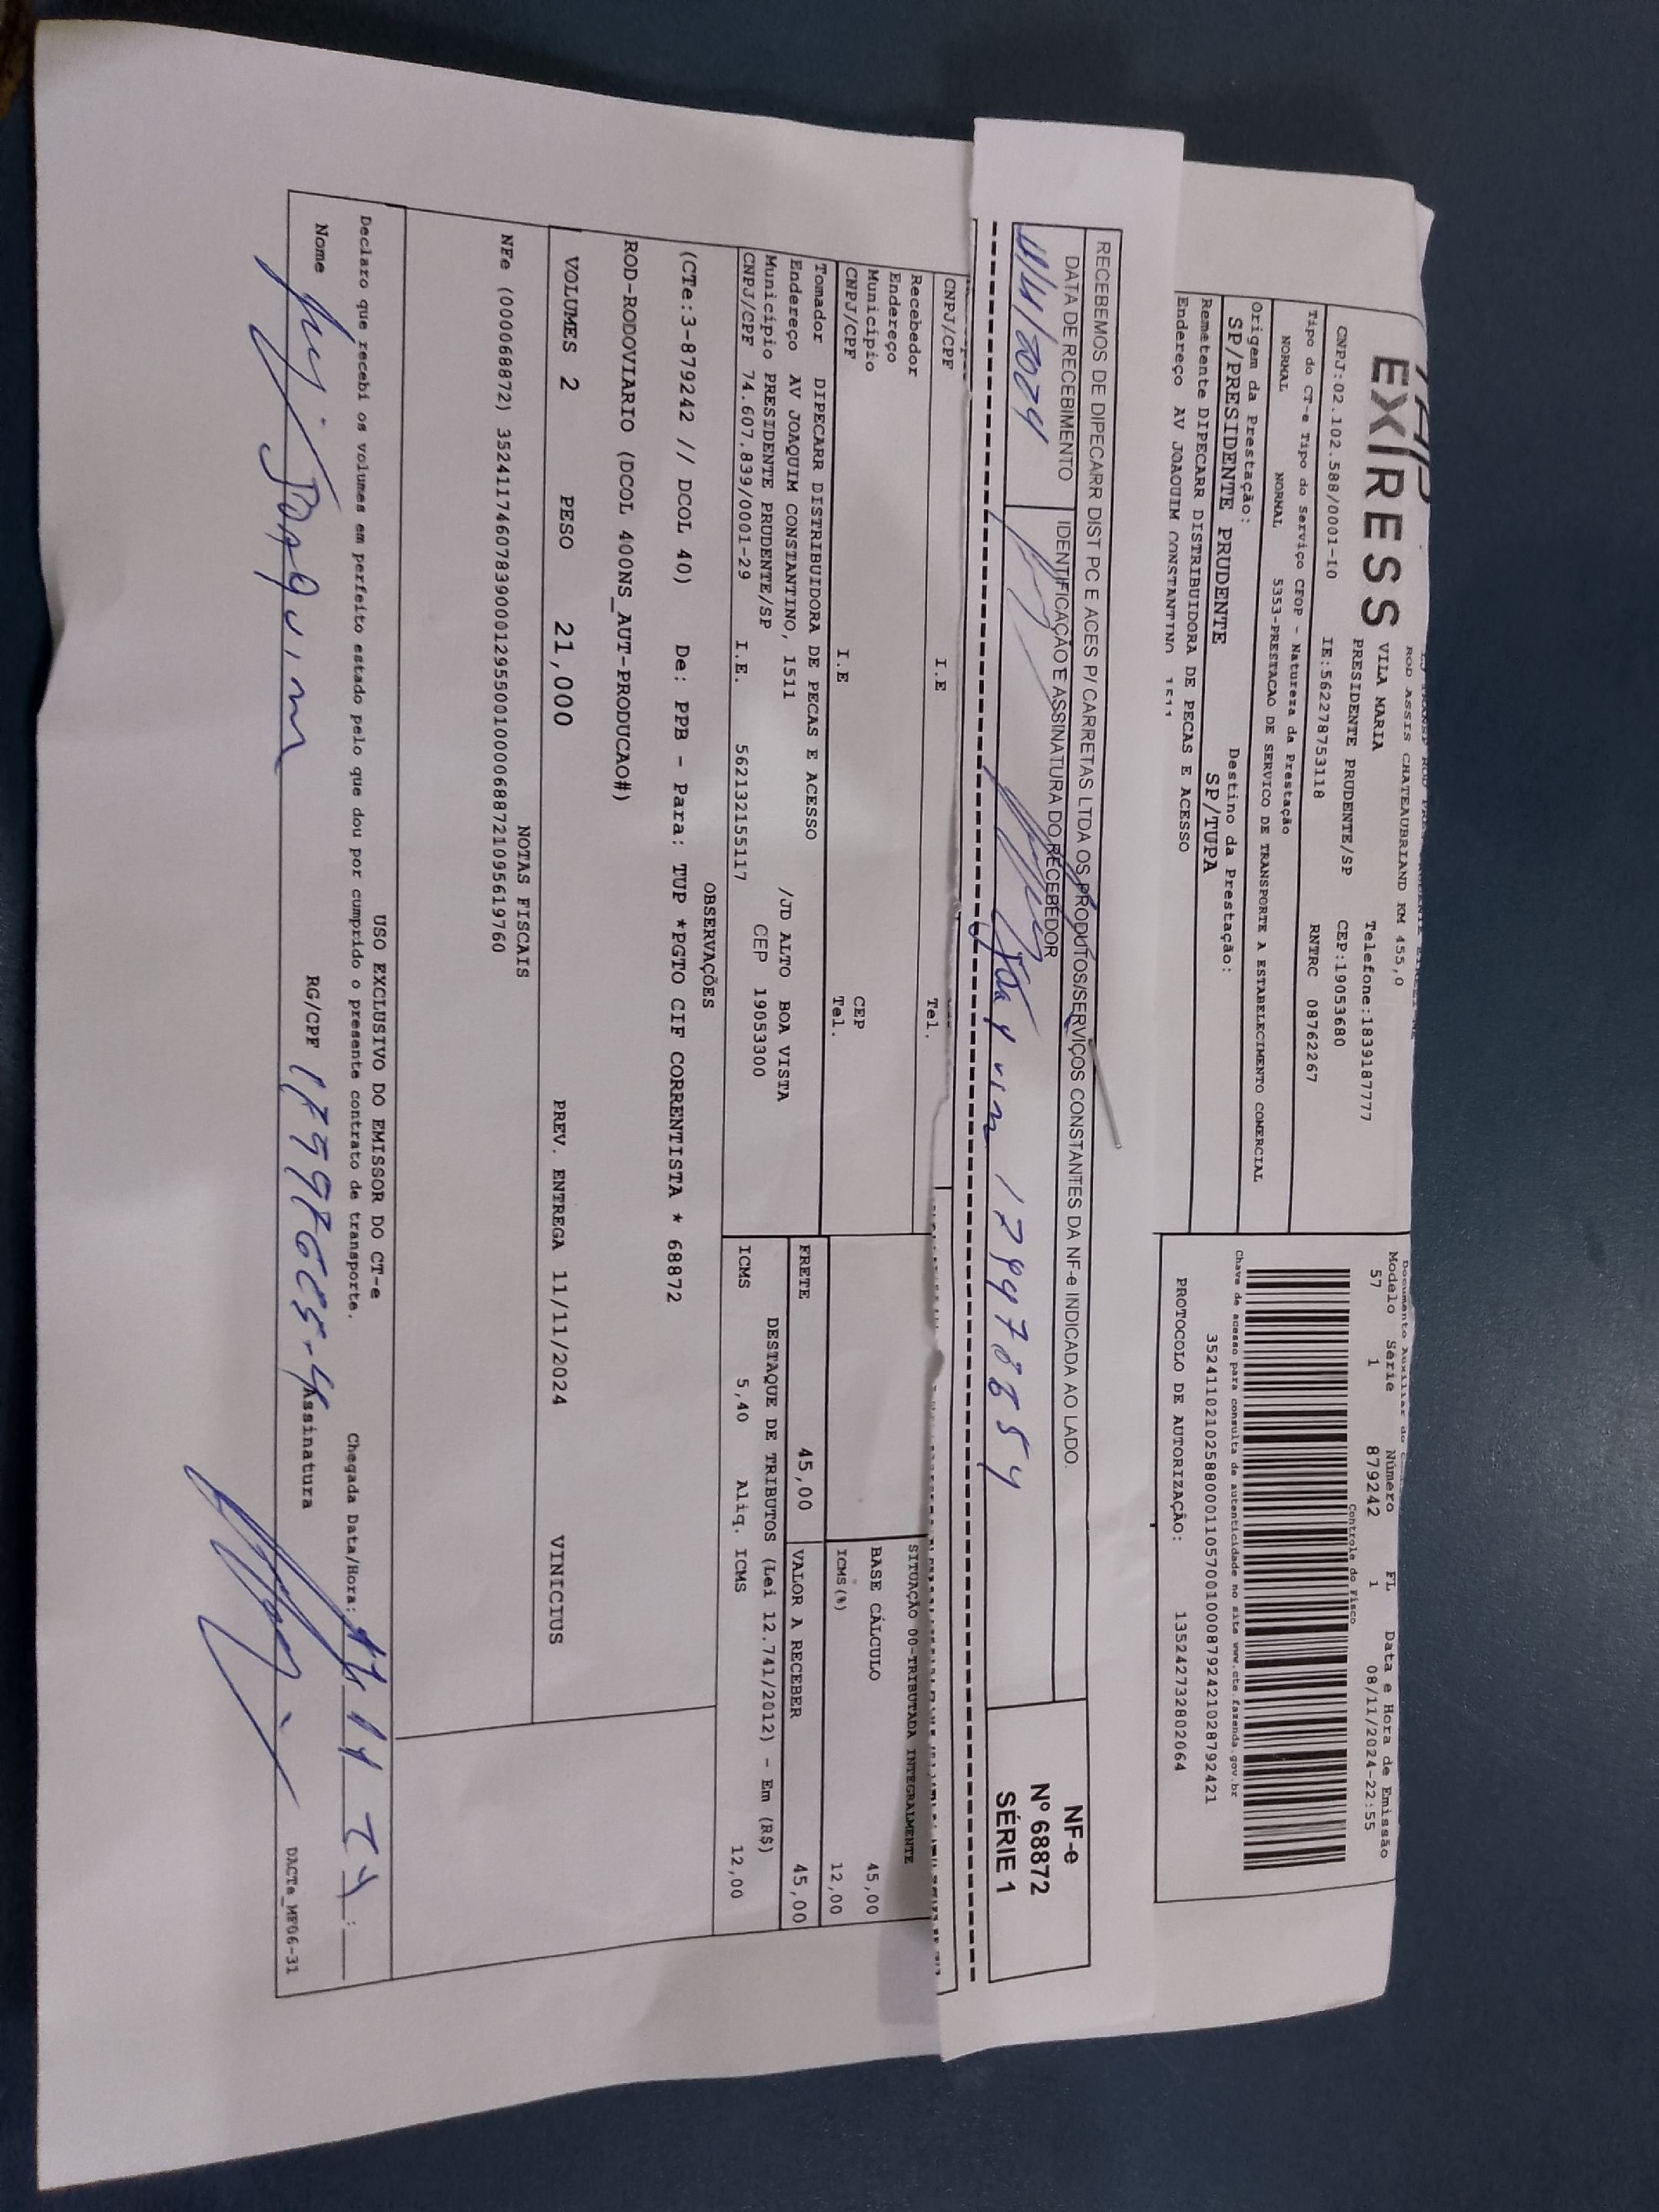 EXPRESS
ROD ASSIS CHATEAUBRIAND KM 455,0
VILA MARIA Telefone:1839187777
PRESIDENTE PRUDENTE/SP CEP:19053680
CNPJ:02.102.588/0001-10 IE:562278753118 RNTRC 08762267
Tipo do CT-e Tipo do Serviço CFOP - Natureza da Prestação
NORMAL NORMAL 5353-PRESTACAO DE SERVICO DE TRANSPORTE A ESTABELECIMENTO COMERCIAL
Origem da Prestação: Destino da Prestação:
SP/PRESIDENTE PRUDENTE SP/TUPA
Remetente DIPECARR DISTRIBUIDORA DE PECAS E ACESSO
Endereço AV JOAQUIM CONSTANTINO 1511
Modelo Série Número FL Data e Hora de Emissão
57 1 879242 1 08/11/2024-22:55
Controle do Fisco
Chave de acesso para consulta de autenticidade no site www.cte.fazenda.gov.br
35241102102588000110570010008792421028792421
PROTOCOLO DE AUTORIZAÇÃO: 135242732802064
RECEBEMOS DE DIPECARR DIST PC E ACES P/ CARRETAS LTDA OS PRODUTOS/SERVIÇOS CONSTANTES DA NF-e INDICADA AO LADO.
DATA DE RECEBIMENTO IDENTIFICAÇÃO E ASSINATURA DO RECEBEDOR
11/11/2024
NF-e
Nº 68872
SÉRIE 1
CNPJ/CPF I.E Tel.
Recebedor
Endereço
Município CEP
CNPJ/CPF I.E Tel.
SITUAÇÃO 00-TRIBUTADA INTEGRALMENTE
BASE CÁLCULO 45,00
ICMS(%) 12,00
Tomador DIPECARR DISTRIBUIDORA DE PECAS E ACESSO
Endereço AV JOAQUIM CONSTANTINO, 1511 /JD ALTO BOA VISTA
Município PRESIDENTE PRUDENTE/SP CEP 19053300
CNPJ/CPF 74.607.839/0001-29 I.E. 562132155117
FRETE 45,00 VALOR A RECEBER 45,00
DESTAQUE DE TRIBUTOS (Lei 12.741/2012) - Em (R$)
ICMS 5,40 Aliq. ICMS 12,00
OBSERVAÇÕES
(CTe:3-879242 // DCOL 40) De: PPB - Para: TUP *PGTO CIF CORRENTISTA * 68872
ROD-RODOVIARIO (DCOL 400NS_AUT-PRODUCAO#)
VOLUMES 2 PESO 21,000 PREV. ENTREGA 11/11/2024 VINICIUS
NOTAS FISCAIS
NFe (000068872) 35241174607839000129550010000688721095619760
USO EXCLUSIVO DO EMISSOR DO CT-e
Declaro que recebi os volumes em perfeito estado pelo que dou por cumprido o presente contrato de transporte. Chegada Data/Hora:
Nome Joaquim RG/CPF Assinatura
DACTe_MF06-31